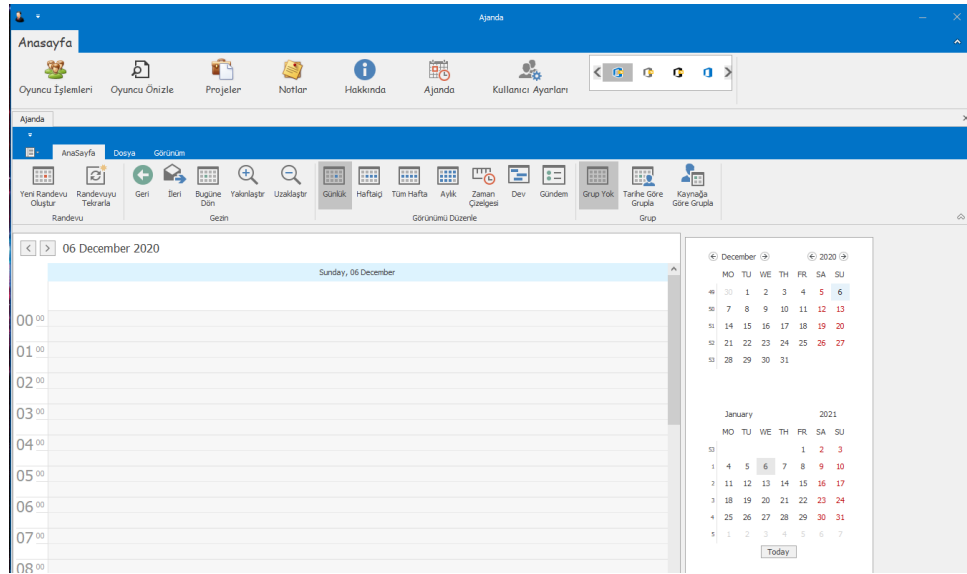 Ajanda
Anasayfa
Oyuncu İşlemleri Oyuncu Önizle Projeler Notlar Hakkında Ajanda Kullanıcı Ayarları
Ajanda
AnaSayfa Dosya Görünüm
Yeni Randevu Oluştur Randevuyu Tekrarla Geri İleri Bugüne Dön Yakınlaştır Uzaklaştır Günlük Haftaiçi Tüm Hafta Aylık Zaman Çizelgesi Dev Gündem Grup Yok Tarihe Göre Grupla Kaynağa Göre Grupla
Randevu Gezin Görünümü Düzenle Grup
06 December 2020
Sunday, 06 December
00 00
01 00
02 00
03 00
04 00
05 00
06 00
07 00
08 00
December 2020
MO TU WE TH FR SA SU
49 30 1 2 3 4 5 6
50 7 8 9 10 11 12 13
51 14 15 16 17 18 19 20
52 21 22 23 24 25 26 27
53 28 29 30 31
January 2021
MO TU WE TH FR SA SU
53 1 2 3
1 4 5 6 7 8 9 10
2 11 12 13 14 15 16 17
3 18 19 20 21 22 23 24
4 25 26 27 28 29 30 31
5 1 2 3 4 5 6 7
Today